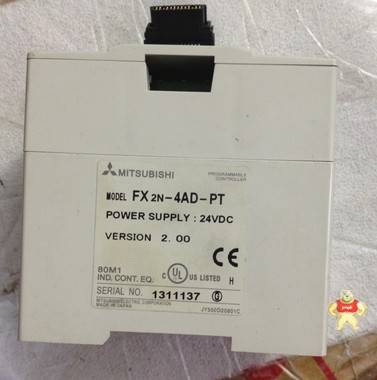 MITSUBISHI
PROGRAMMABLE
CONTROLLER
MODEL FX2N-4AD-PT
POWER SUPPLY : 24VDC
VERSION 2. 00
80M1
IND. CONT. EQ.
C UL US LISTED H
CE
SERIAL NO. 1311137
MITSUBISHI ELECTRIC CORPORATION
MADE IN JAPAN